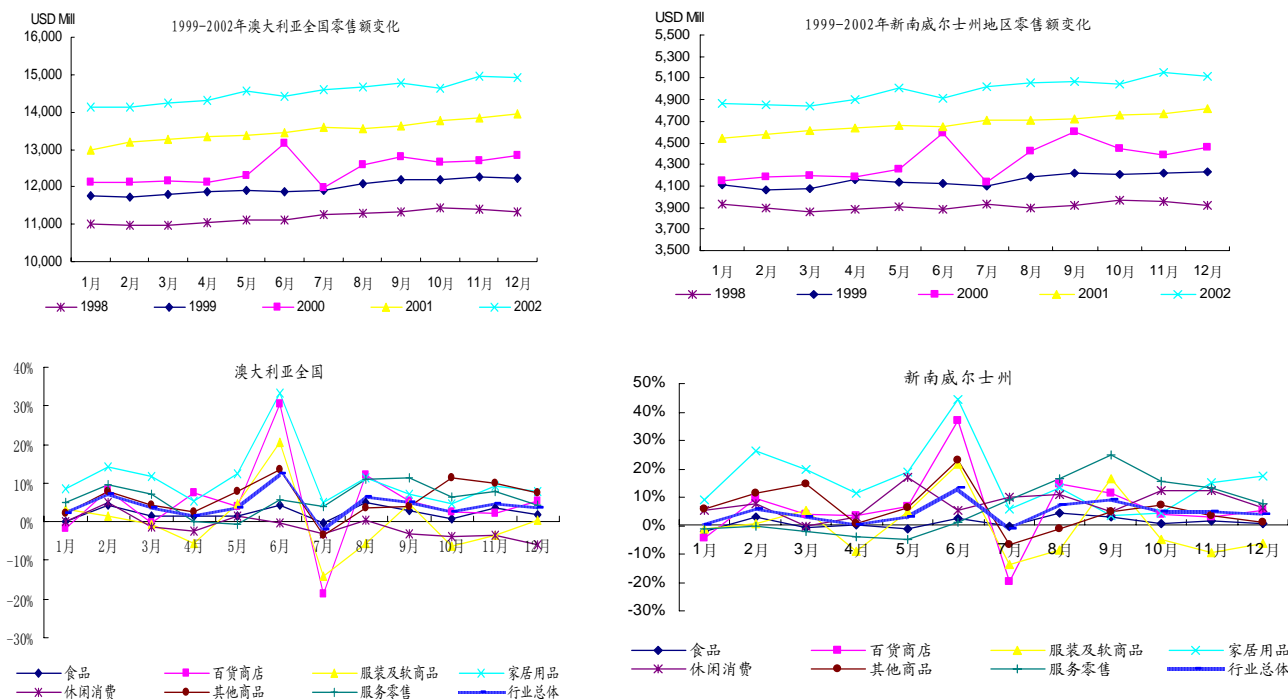 USD Mill
1999-2002年澳大利亚全国零售额变化
16,000
15,000
14,000
13,000
12,000
11,000
10,000
1月 2月 3月 4月 5月 6月 7月 8月 9月 10月 11月 12月
1998 1999 2000 2001 2002
USD Mill
1999-2002年新南威尔士州地区零售额变化
5,500
5,300
5,100
4,900
4,700
4,500
4,300
4,100
3,900
3,700
3,500
1月 2月 3月 4月 5月 6月 7月 8月 9月 10月 11月 12月
1998 1999 2000 2001 2002
澳大利亚全国
40%
30%
20%
10%
0%
-10%
-20%
-30%
1月 2月 3月 4月 5月 6月 7月 8月 9月 10月 11月 12月
食品 百货商店 服装及软商品 家居用品
休闲消费 其他商品 服务零售 行业总体
新南威尔士州
50%
40%
30%
20%
10%
0%
-10%
-20%
-30%
1月 2月 3月 4月 5月 6月 7月 8月 9月 10月 11月 12月
食品 百货商店 服装及软商品 家居用品
休闲消费 其他商品 服务零售 行业总体